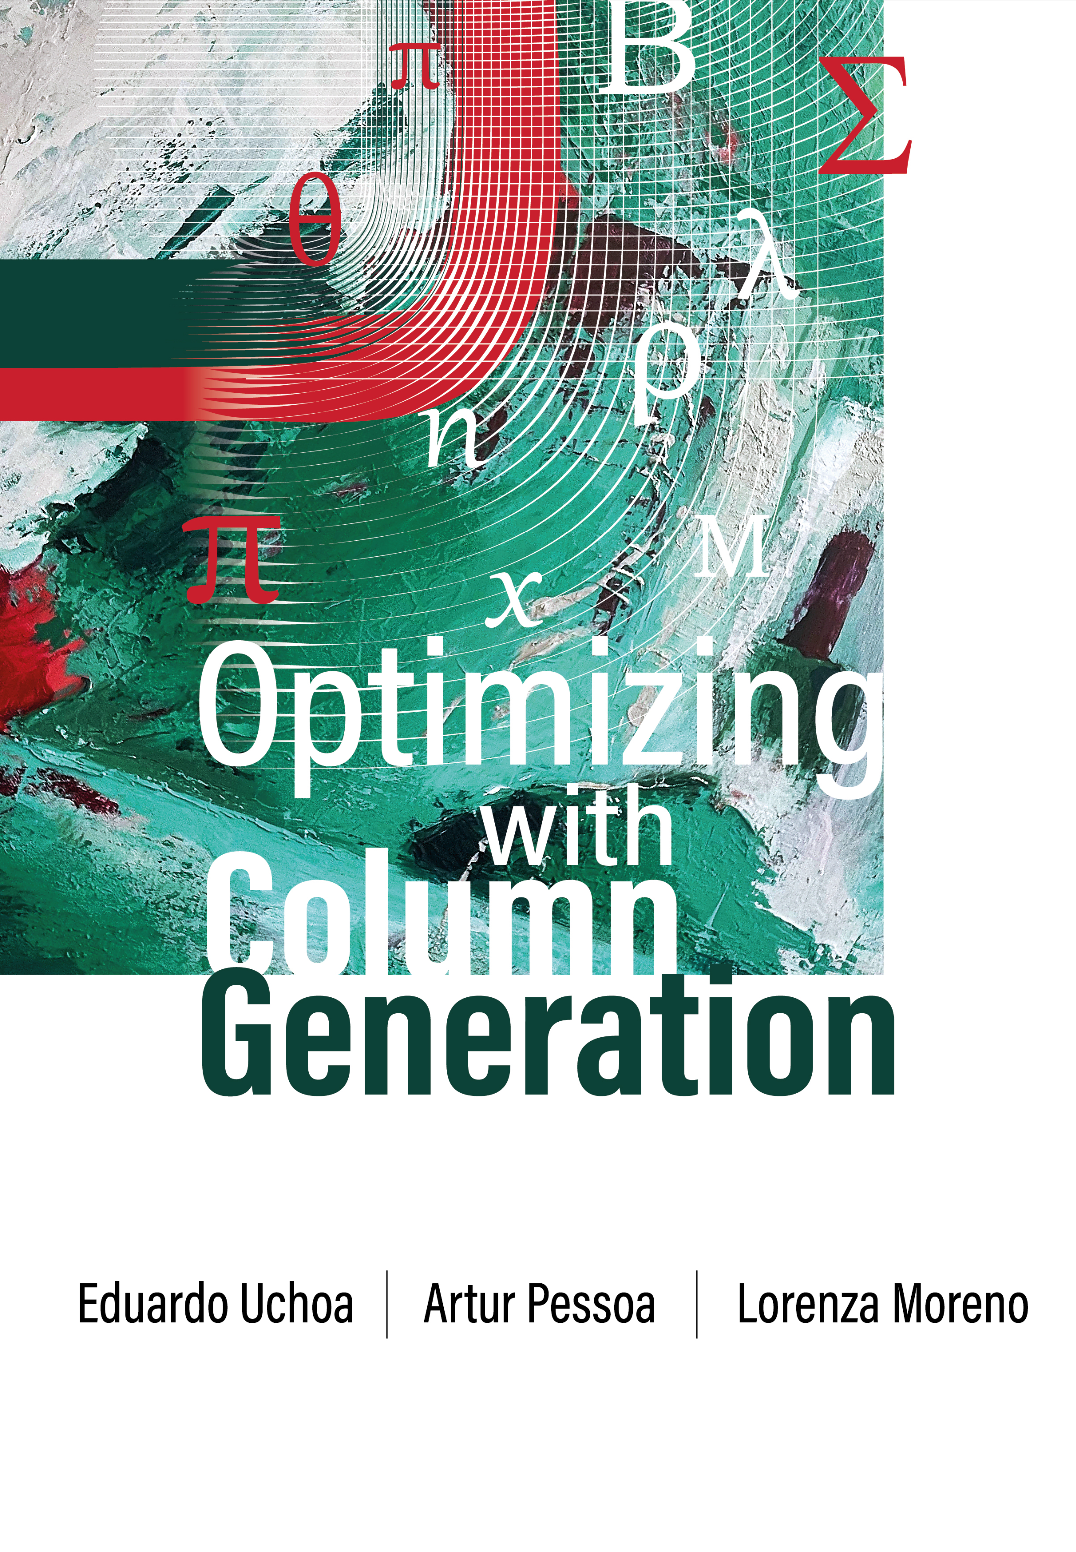 π
B
Σ
θ
λ
ρ
n
π
M
x
Optimizing
with
Column
Generation
Eduardo Uchoa | Artur Pessoa | Lorenza Moreno